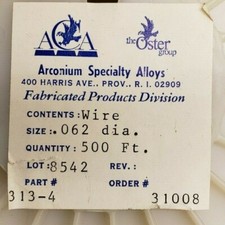 ACA
the Oster
group
Arconium Specialty Alloys
400 HARRIS AVE., PROV., R. I. 02909
Fabricated Products Division
CONTENTS: Wire
SIZE: .062 dia.
QUANTITY: 500 Ft.
LOT: 8542 REV.:
PART # ORDER #
313-4 31008